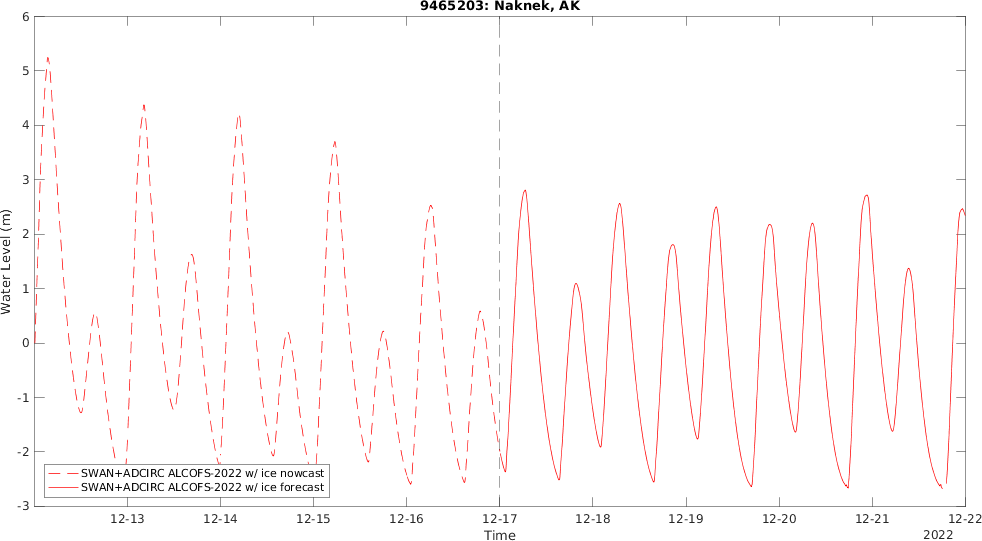 9465203: Naknek, AK
6
5
4
3
2
1
0
-1
-2
-3
Water Level (m)
SWAN+ADCIRC ALCOFS-2022 w/ ice nowcast
SWAN+ADCIRC ALCOFS-2022 w/ ice forecast
12-13 12-14 12-15 12-16 12-17 12-18 12-19 12-20 12-21 12-22
Time
2022